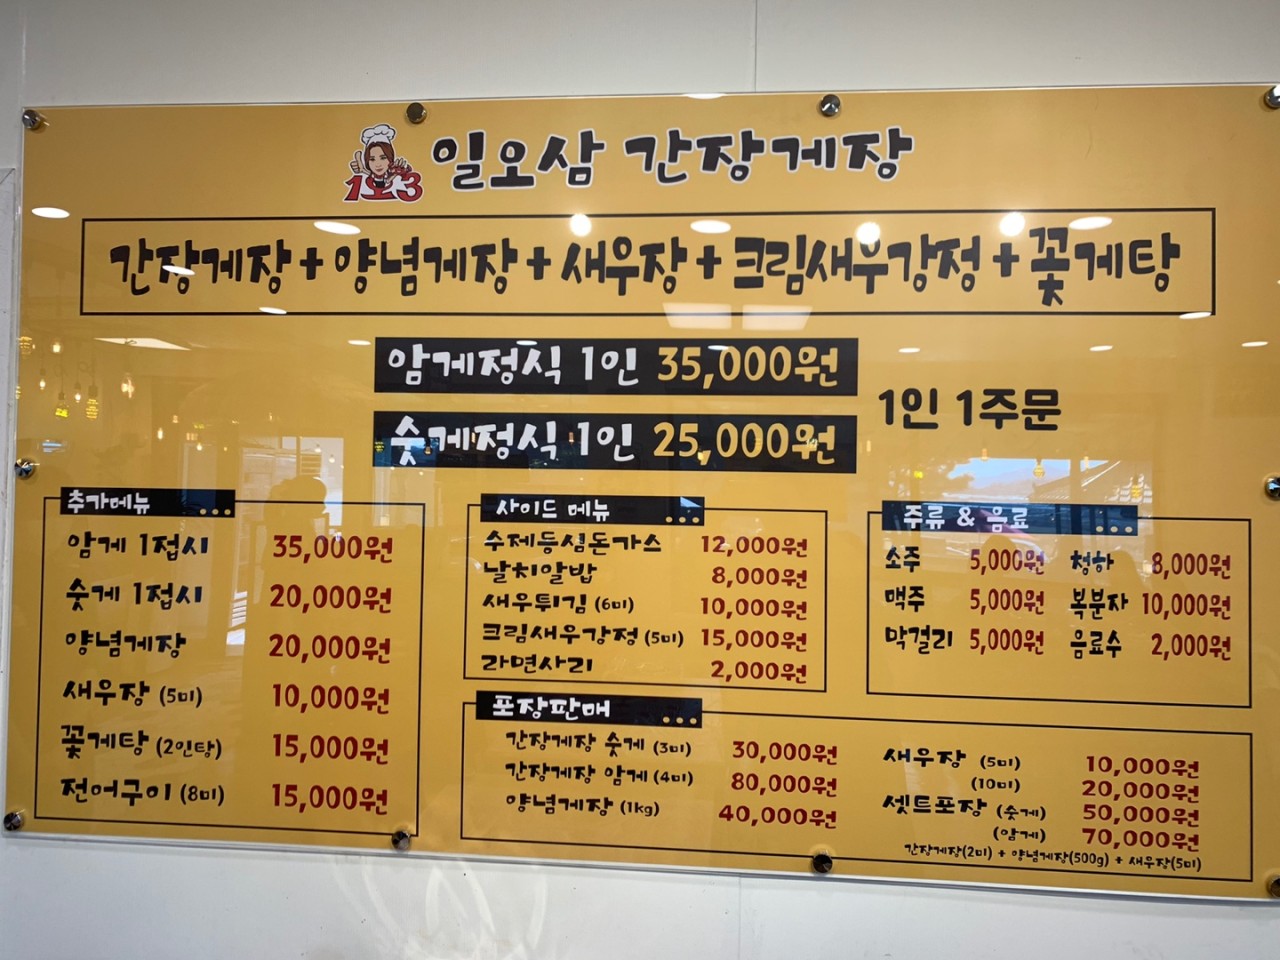 1오3 일오삼 간장게장
간장게장+양념게장+새우장+크림새우강정+꽃게탕
암게정식 1인 35,000원
숫게정식 1인 25,000원
1인 1주문
추가메뉴
암게 1접시 35,000원
숫게 1접시 20,000원
양념게장 20,000원
새우장 (5미) 10,000원
꽃게탕 (2인탕) 15,000원
전어구이 (8미) 15,000원
사이드 메뉴
수제등심돈가스 12,000원
날치알밥 8,000원
새우튀김 (6미) 10,000원
크림새우강정 (5미) 15,000원
라면사리 2,000원
주류 & 음료
소주 5,000원 청하 8,000원
맥주 5,000원 복분자 10,000원
막걸리 5,000원 음료수 2,000원
포장판매
간장게장 숫게 (3미) 30,000원
간장게장 암게 (4미) 80,000원
양념게장 (1kg) 40,000원
새우장 (5미) 10,000원
(10미) 20,000원
셋트포장 (숫게) 50,000원
(암게) 70,000원
간장게장(2미) + 양념게장(500g) + 새우장(5미)